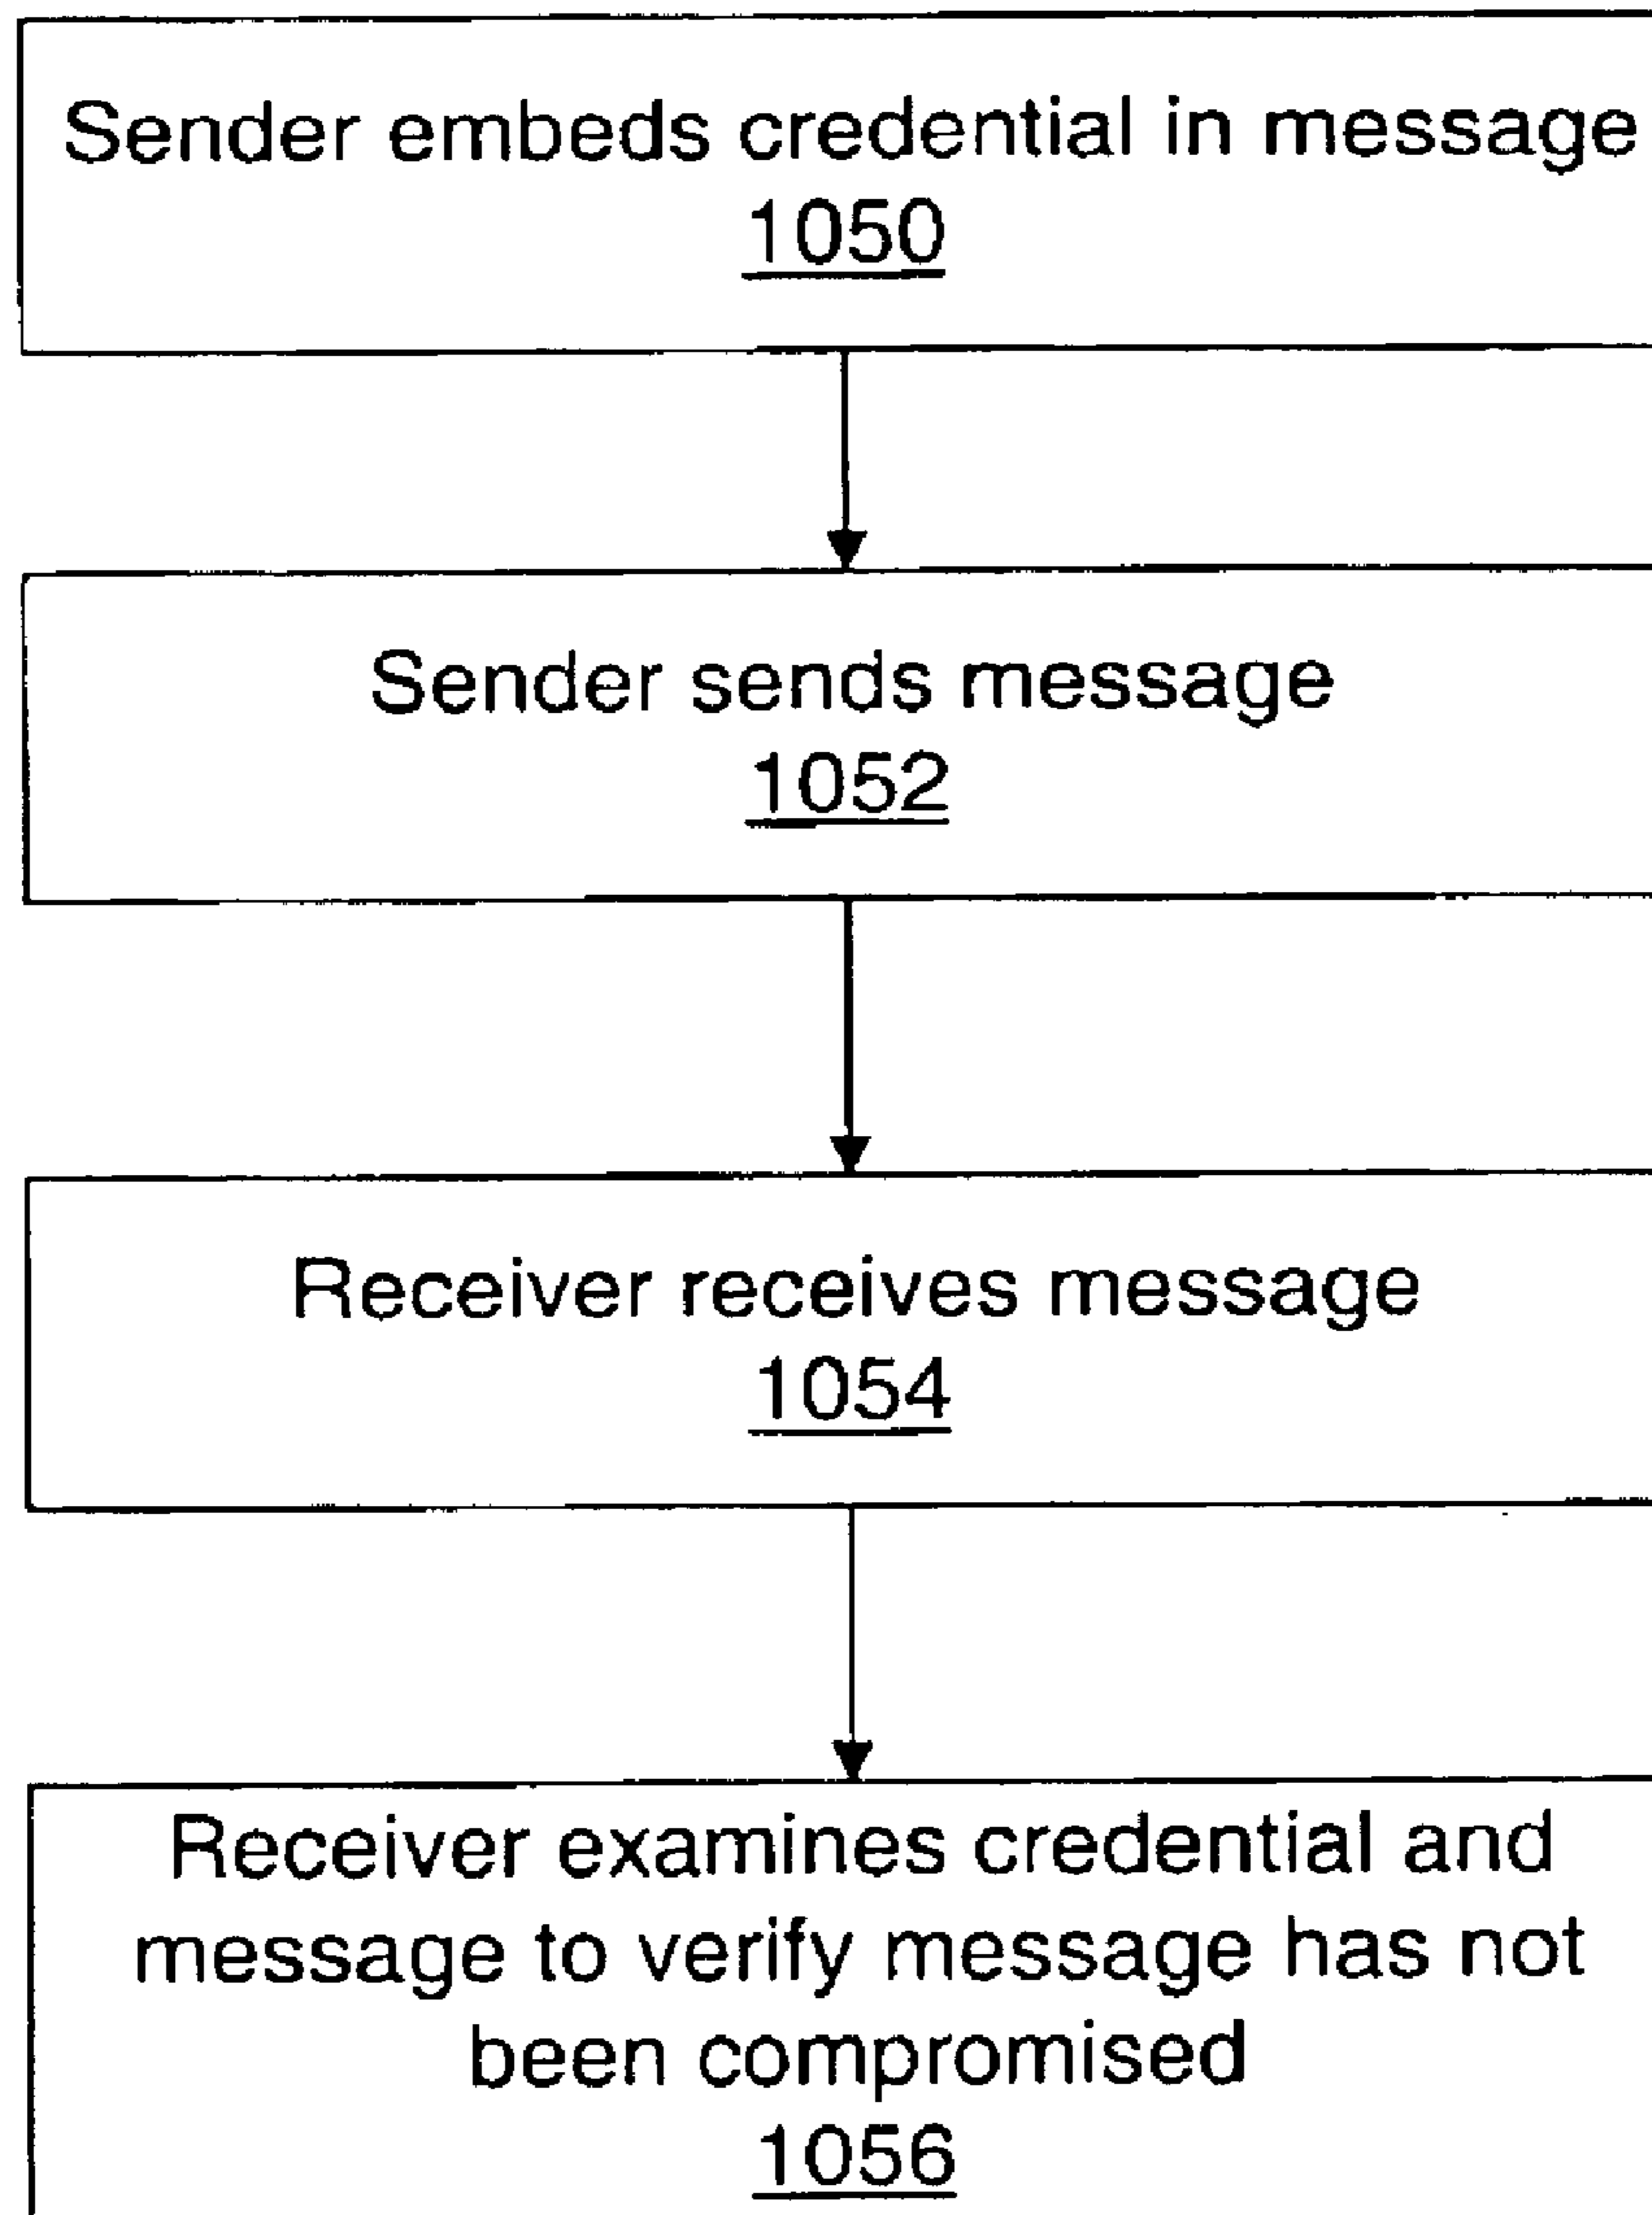 Sender embeds credential in message
1050
Sender sends message
1052
Receiver receives message
1054
Receiver examines credential and
message to verify message has not
been compromised
1056